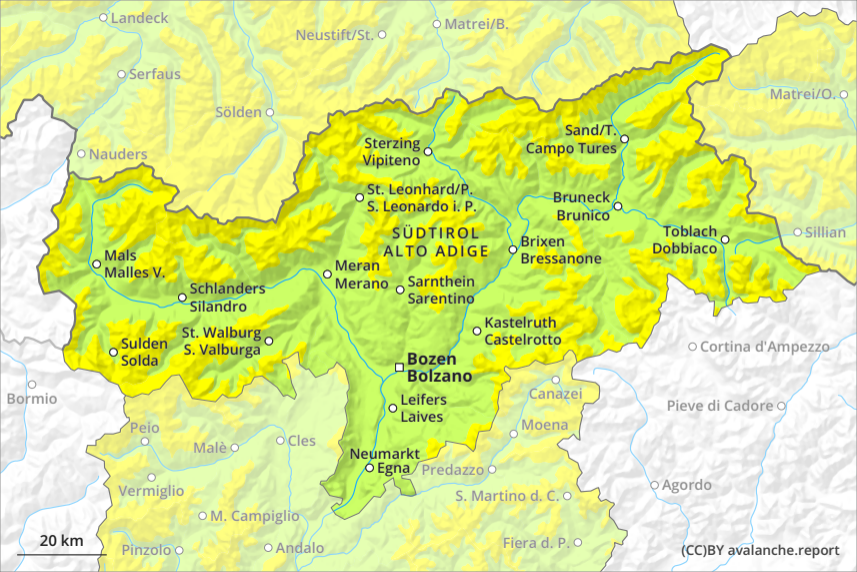 Landeck
Matrei/B.
Neustift/St.
Serfaus
Matrei/O.
Sölden
Sand/T.
Campo Tures
Sterzing
Vipiteno
Nauders
St. Leonhard/P.
S. Leonardo i. P.
Bruneck
Brunico
SÜDTIROL
ALTO ADIGE
Toblach
Dobbiaco
Sillian
Brixen
Bressanone
Mals
Malles V.
Meran
Merano
Sarnthein
Sarentino
Schlanders
Silandro
Kastelruth
Castelrotto
St. Walburg
S. Valburga
Sulden
Solda
Cortina d'Ampezzo
Bozen
Bolzano
Bormio
Canazei
Leifers
Laives
Pieve di Cadore
Peio
Moena
Cles
Malè
Neumarkt
Egna
Predazzo
Vermiglio
Agordo
S. Martino d. C.
M. Campiglio
20 km
Pinzolo
Andalo
Fiera d. P.
(CC)BY avalanche.report